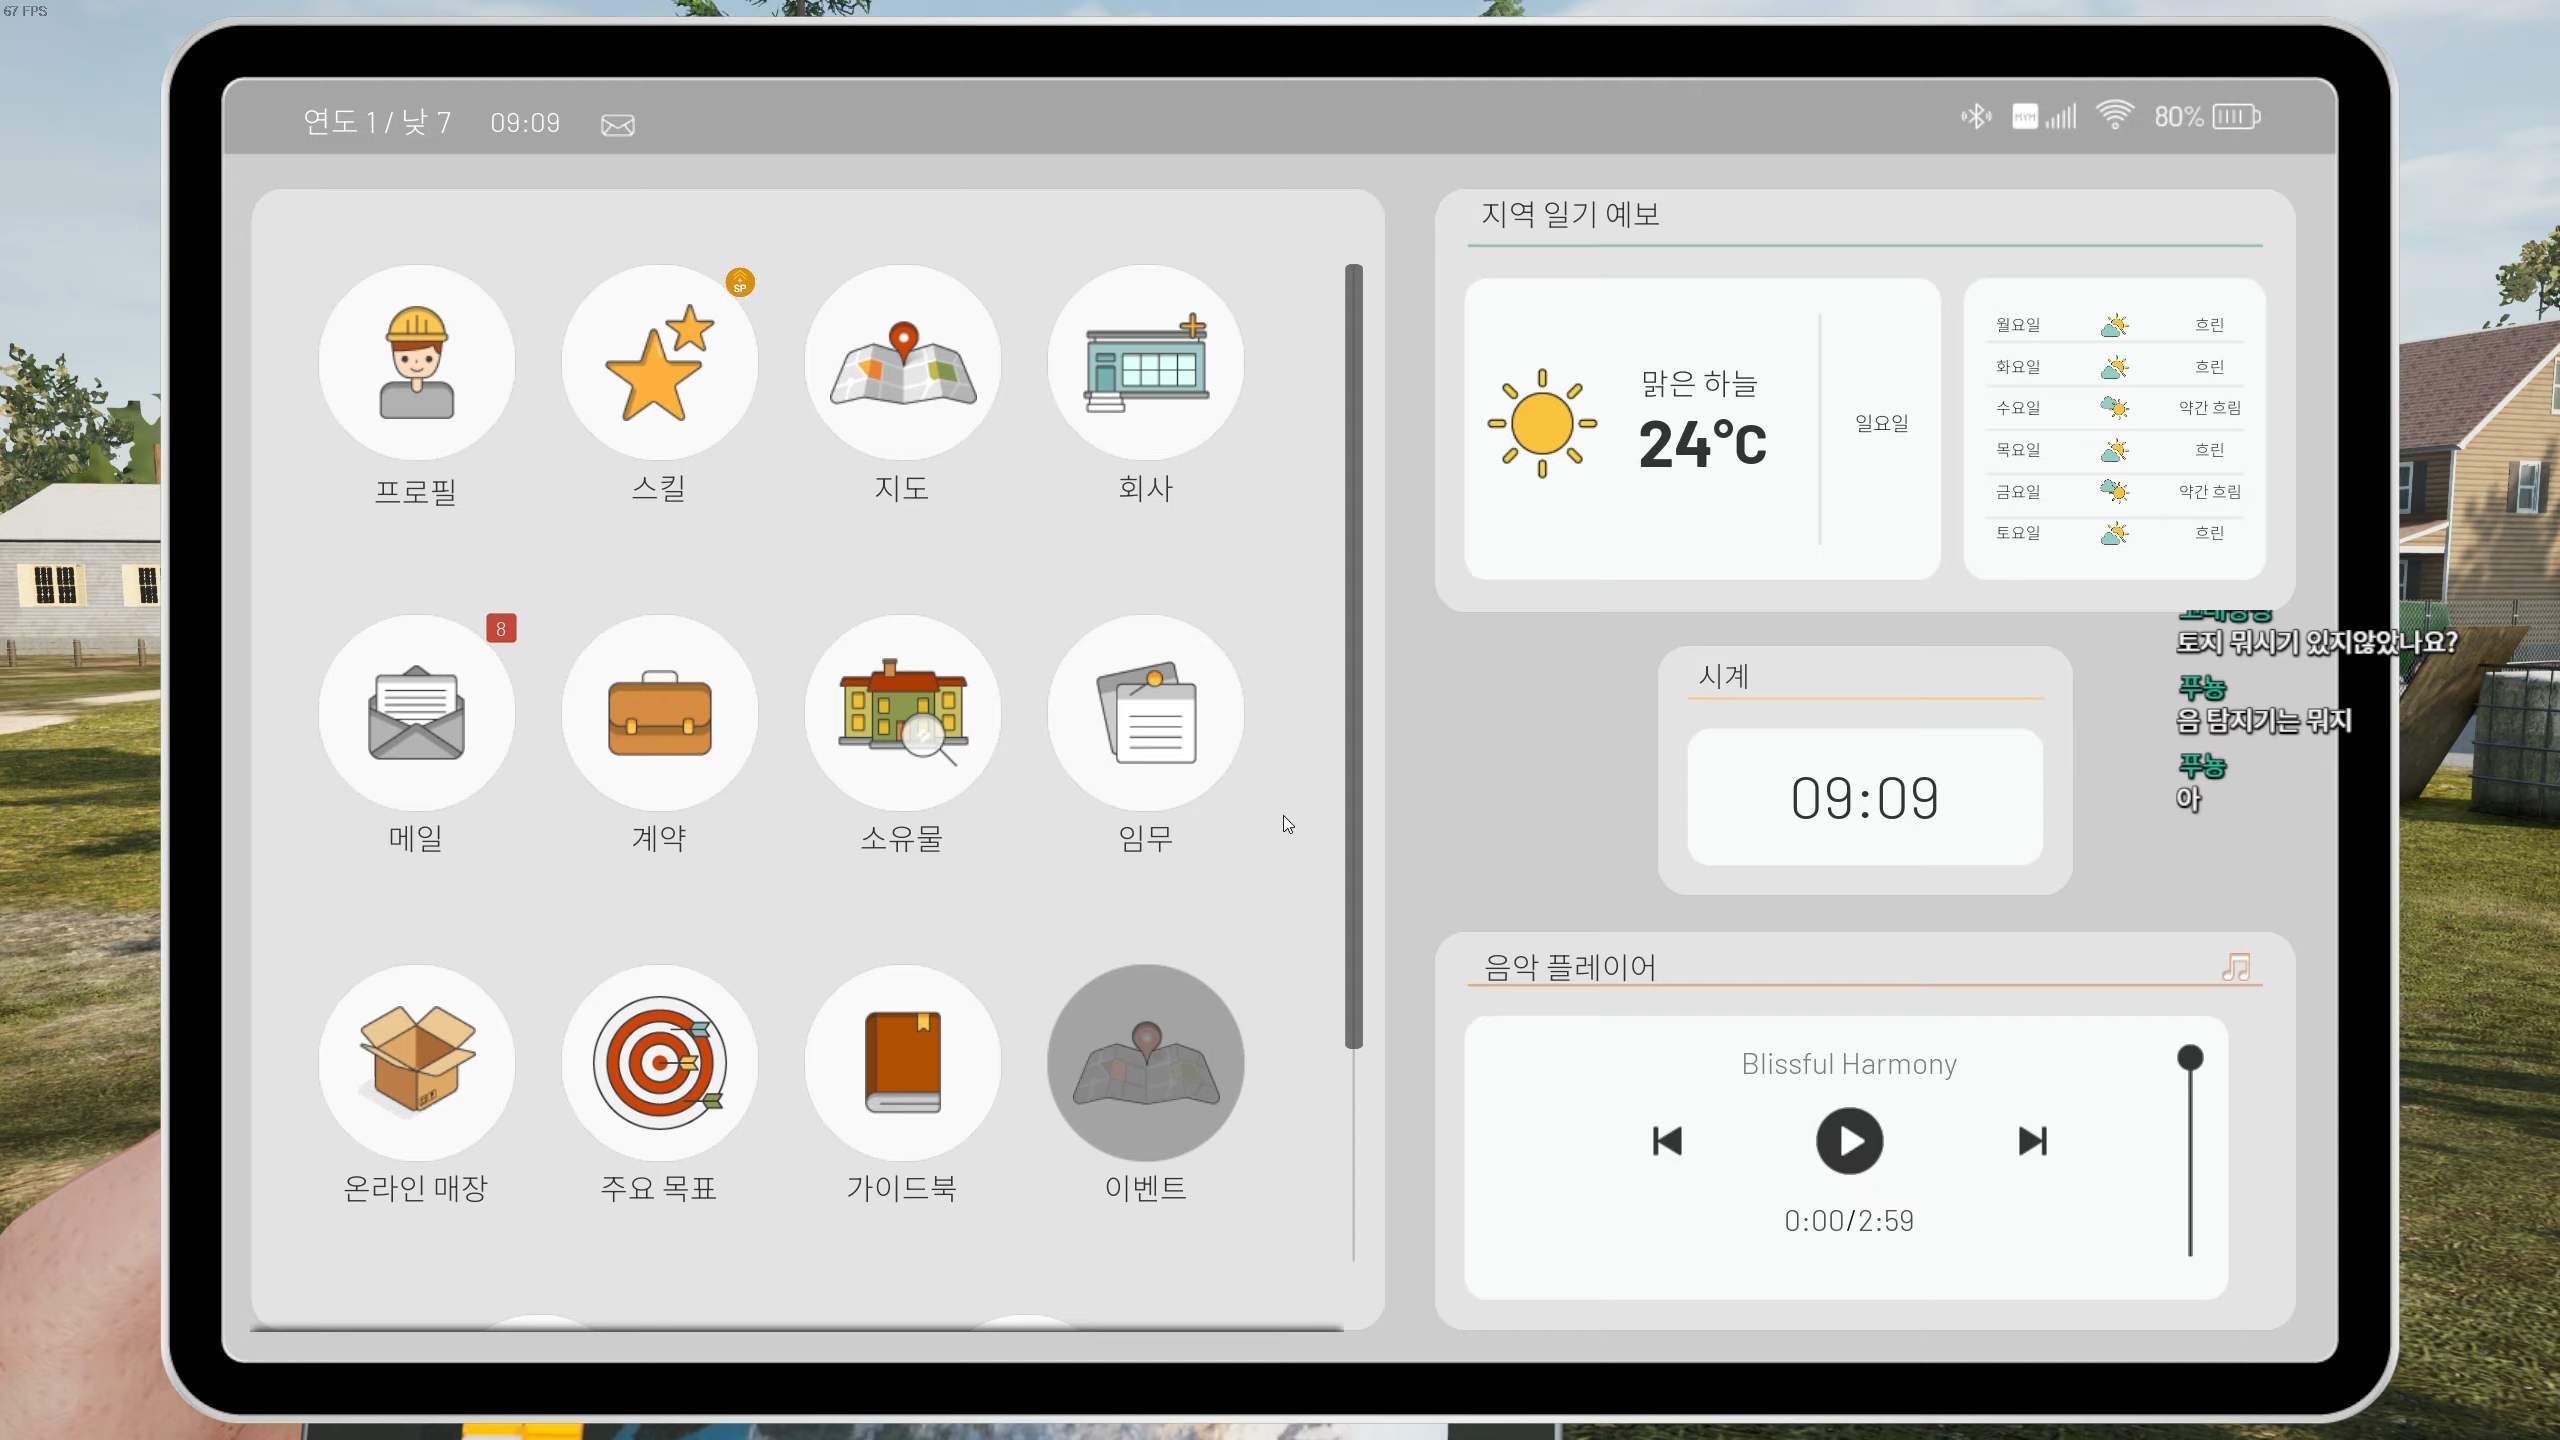 67 FPS
연도 1 / 낮 7 09:09
MYM 80%
프로필
SP
스킬
지도
회사
8
메일
계약
소유물
임무
온라인 매장
주요 목표
가이드북
이벤트
지역 일기 예보
맑은 하늘
24°C
일요일
월요일 흐린
화요일 흐린
수요일 약간 흐림
목요일 흐린
금요일 약간 흐림
토요일 흐린
토지 뭐시기 있지않았나요?
푸뇽
음 탐지기는 뭐지
푸뇽
아
시계
09:09
음악 플레이어
Blissful Harmony
0:00/2:59